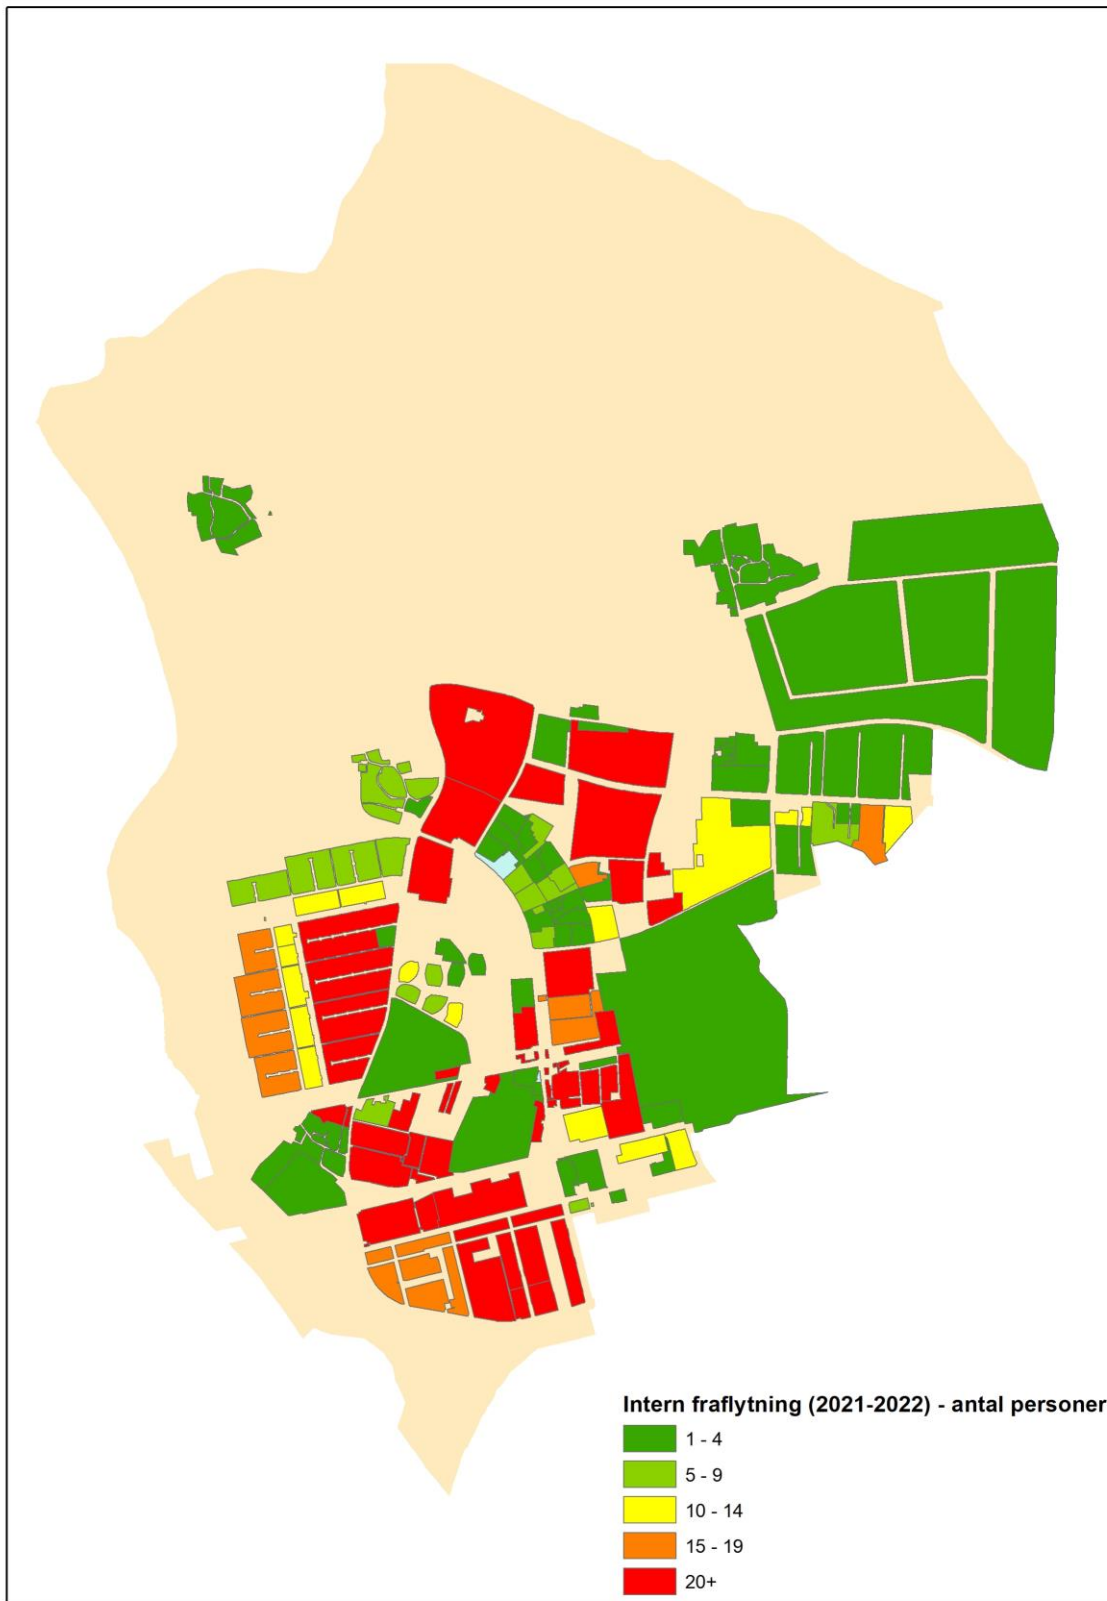 Intern fraflytning (2021-2022) - antal personer
1 - 4
5 - 9
10 - 14
15 - 19
20+